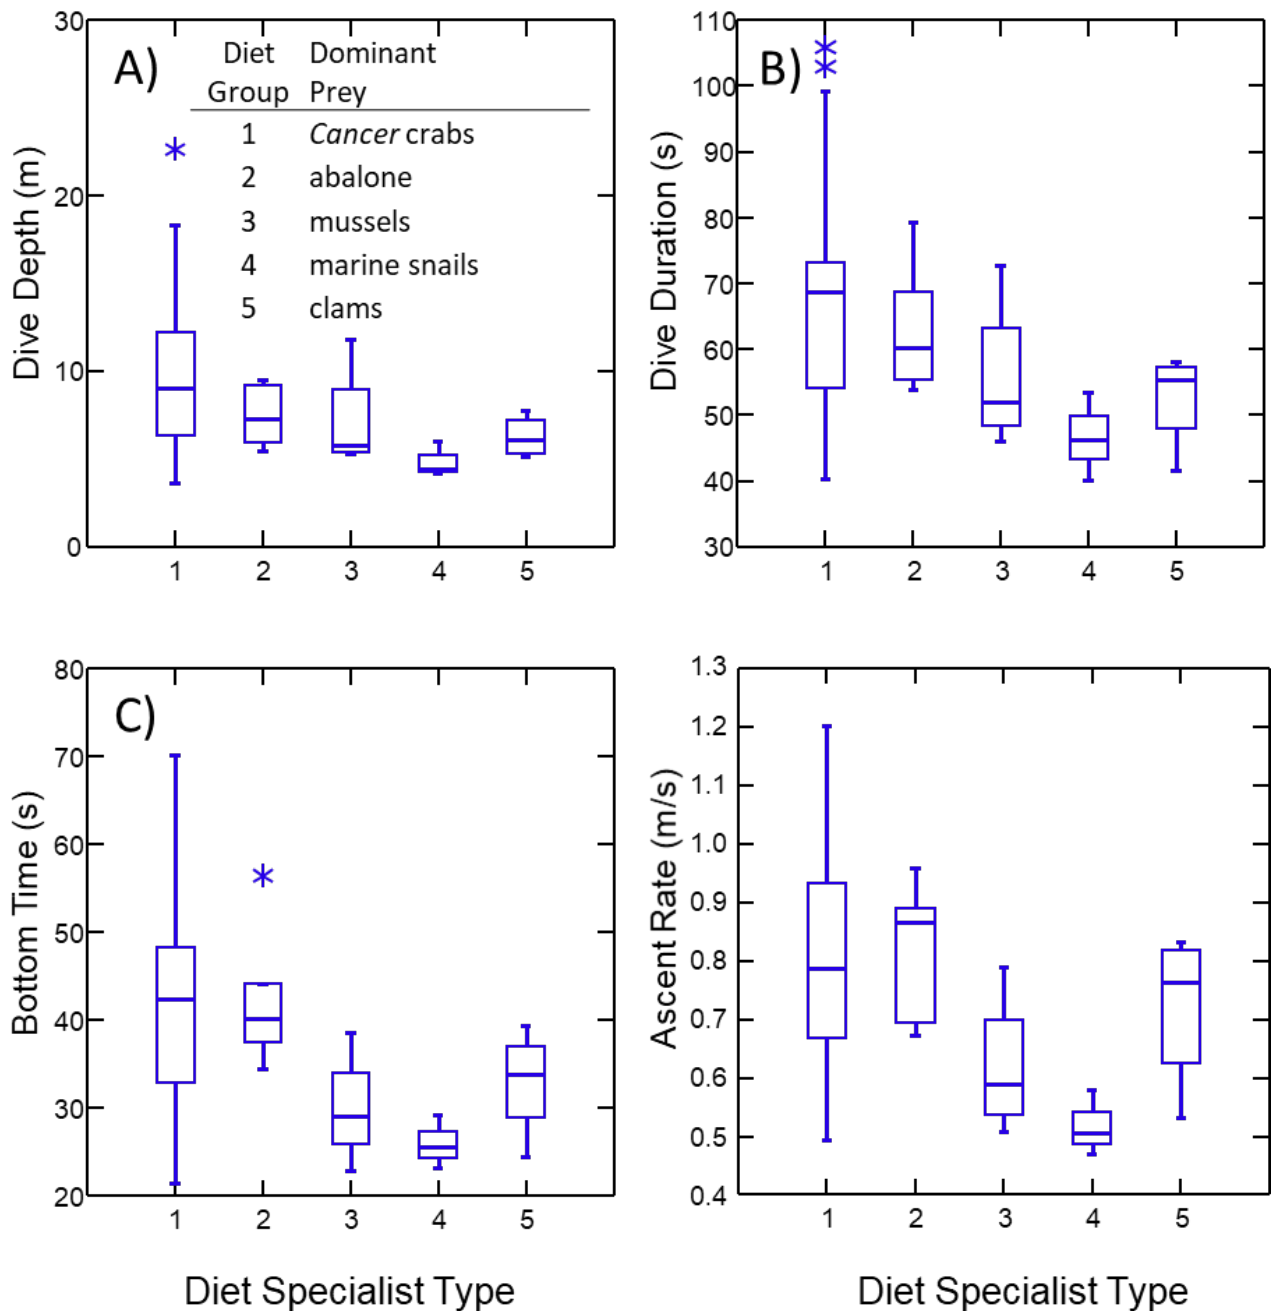 A)
Dive Depth (m)
30
20
10
0
Diet Dominant
Group Prey
1 Cancer crabs
2 abalone
3 mussels
4 marine snails
5 clams
1 2 3 4 5
B)
Dive Duration (s)
110
100
90
80
70
60
50
40
30
1 2 3 4 5
C)
Bottom Time (s)
80
70
60
50
40
30
20
1 2 3 4 5
Diet Specialist Type
Ascent Rate (m/s)
1.3
1.2
1.1
1.0
0.9
0.8
0.7
0.6
0.5
0.4
1 2 3 4 5
Diet Specialist Type